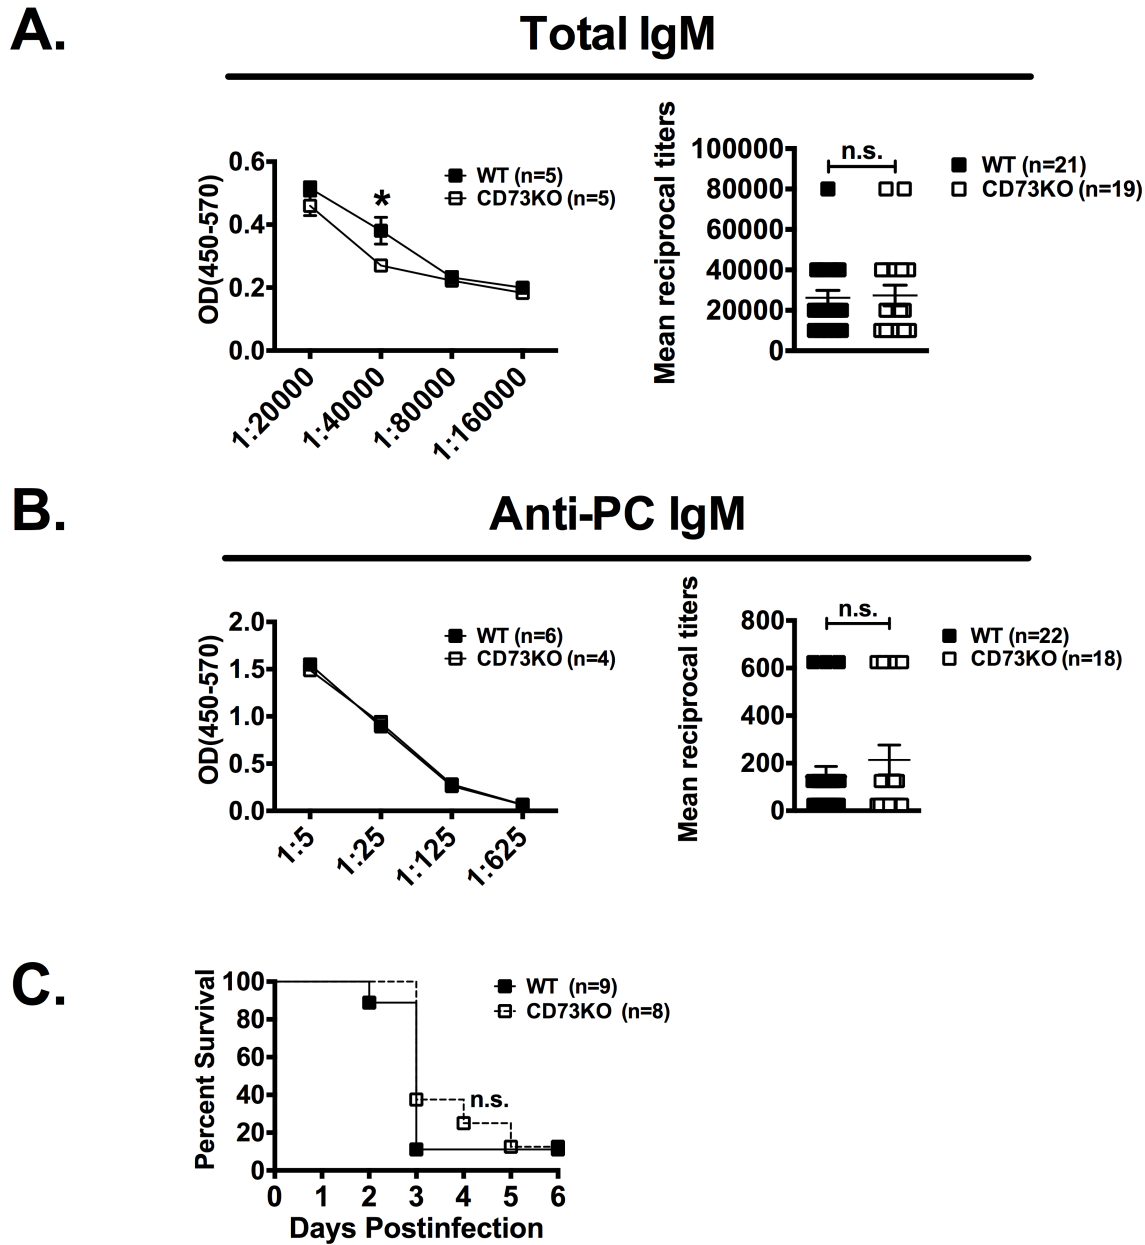 A.
Total IgM
OD(450-570)
0.6
0.4
0.2
0.0
1:20000
1:40000
1:80000
1:160000
*
WT (n=5)
CD73KO (n=5)
Mean reciprocal titers
100000
80000
60000
40000
20000
0
n.s.
WT (n=21)
CD73KO (n=19)
B.
Anti-PC IgM
OD(450-570)
2.0
1.5
1.0
0.5
0.0
1:5
1:25
1:125
1:625
WT (n=6)
CD73KO (n=4)
Mean reciprocal titers
800
600
400
200
0
n.s.
WT (n=22)
CD73KO (n=18)
C.
Percent Survival
100
80
60
40
20
0
0 1 2 3 4 5 6
Days Postinfection
n.s.
WT (n=9)
CD73KO (n=8)